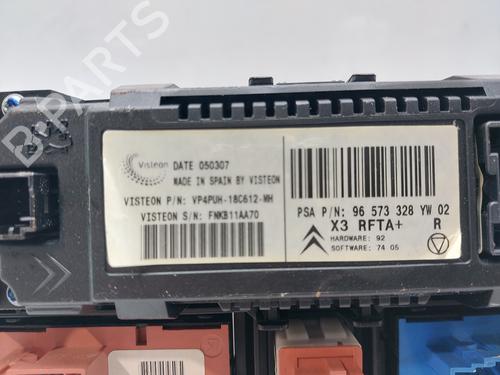 B-PARTS
Visteon
DATE 050307
MADE IN SPAIN BY VISTEON
VISTEON P/N: VP4PUH-18C612-MH
VISTEON S/N: FNKB11AA70
PSA P/N: 96 573 328 YW 02
X3 RFTA+ R
HARDWARE: 92
SOFTWARE: 74 05